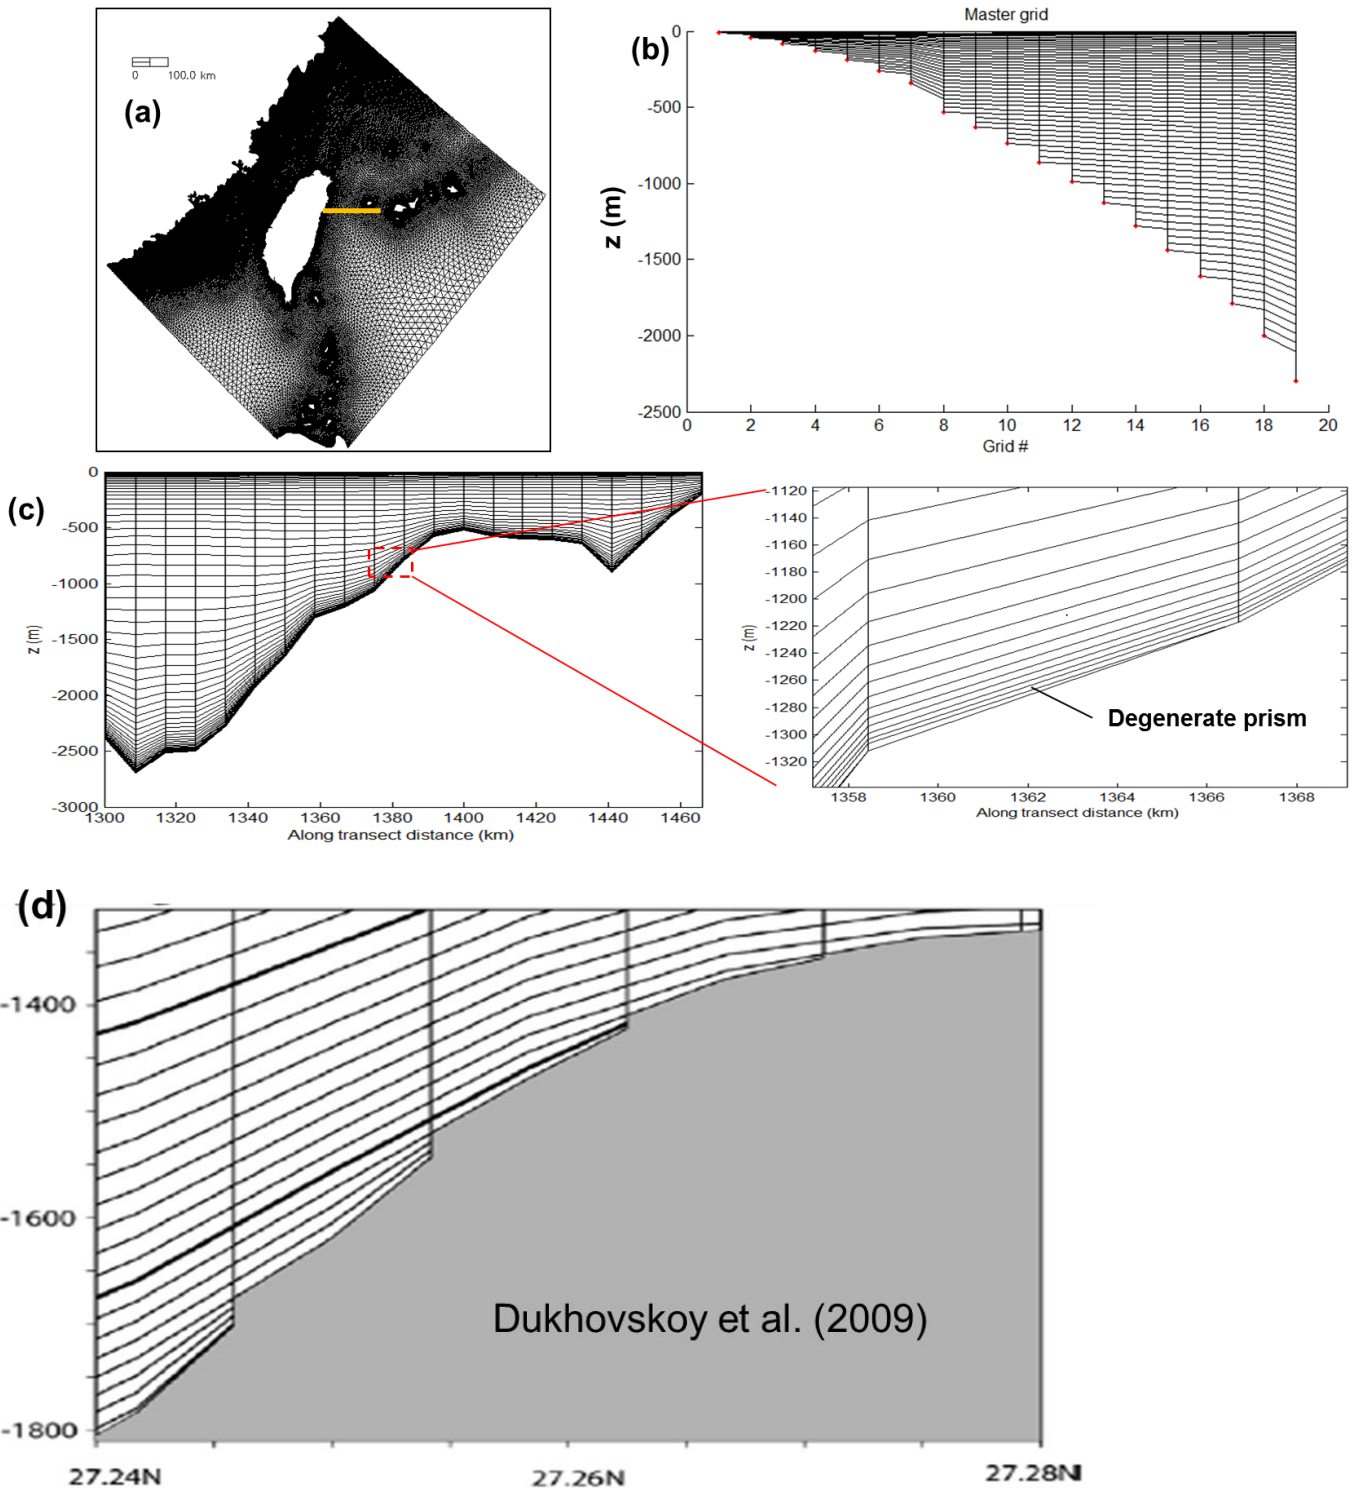 (a)
0 100.0 km
(b)
Master grid
z (m)
0
-500
-1000
-1500
-2000
-2500
0 2 4 6 8 10 12 14 16 18 20
Grid #
(c)
z (m)
0
-500
-1000
-1500
-2000
-2500
-3000
1300 1320 1340 1360 1380 1400 1420 1440 1460
Along transect distance (km)
z (m)
-1120
-1140
-1160
-1180
-1200
-1220
-1240
-1260
-1280
-1300
-1320
Degenerate prism
1358 1360 1362 1364 1366 1368
Along transect distance (km)
(d)
-1400
-1600
-1800
Dukhovskoy et al. (2009)
27.24N 27.26N 27.28N